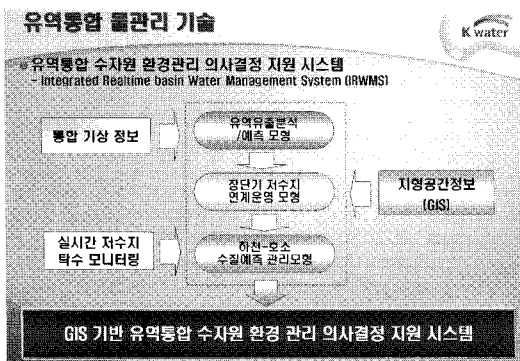 유역통합 물관리 기술
K water
유역통합 수자원 환경관리 의사결정 지원 시스템
- Integrated Realtime basin Water Management System (IRWMS)
통합 기상 정보
유역유출분석
/예측 모형
장단기 저수지
연계운영 모형
지형공간정보
(GIS)
실시간 저수지
탁수 모니터링
하천-호소
수질예측 관리모형
GIS 기반 유역통합 수자원 환경 관리 의사결정 지원 시스템